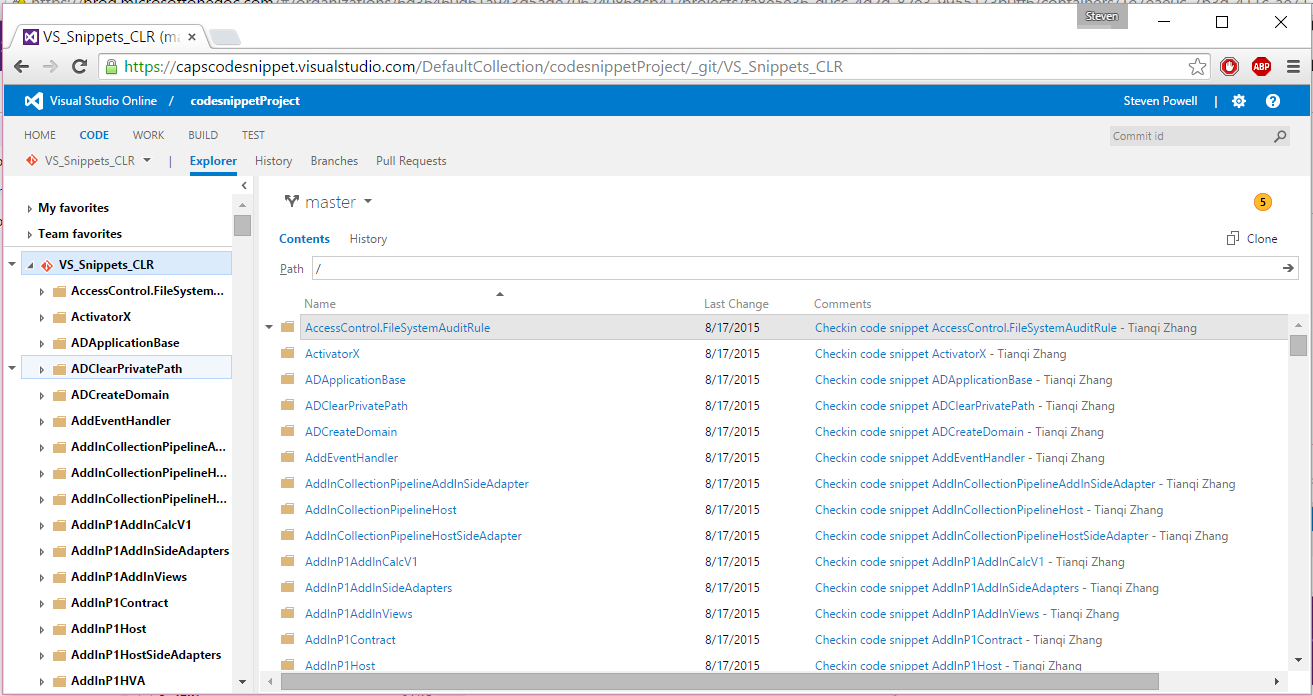 Steven
VS_Snippets_CLR (ma
https://capscodesnippet.visualstudio.com/DefaultCollection/codesnippetProject/_git/VS_Snippets_CLR
ABP
Visual Studio Online / codesnippetProject
Steven Powell | ?
HOME CODE WORK BUILD TEST
Commit id
VS_Snippets_CLR | Explorer History Branches Pull Requests
My favorites
Team favorites
VS_Snippets_CLR
AccessControl.FileSystem...
ActivatorX
ADApplicationBase
ADClearPrivatePath
ADCreateDomain
AddEventHandler
AddInCollectionPipelineA...
AddInCollectionPipelineH...
AddInCollectionPipelineH...
AddInP1AddInCalcV1
AddInP1AddInSideAdapters
AddInP1AddInViews
AddInP1Contract
AddInP1Host
AddInP1HostSideAdapters
AddInP1HVA
master
5
Contents History
Clone
Path /
Name Last Change Comments
AccessControl.FileSystemAuditRule 8/17/2015 Checkin code snippet AccessControl.FileSystemAuditRule - Tianqi Zhang
ActivatorX 8/17/2015 Checkin code snippet ActivatorX - Tianqi Zhang
ADApplicationBase 8/17/2015 Checkin code snippet ADApplicationBase - Tianqi Zhang
ADClearPrivatePath 8/17/2015 Checkin code snippet ADClearPrivatePath - Tianqi Zhang
ADCreateDomain 8/17/2015 Checkin code snippet ADCreateDomain - Tianqi Zhang
AddEventHandler 8/17/2015 Checkin code snippet AddEventHandler - Tianqi Zhang
AddInCollectionPipelineAddInSideAdapter 8/17/2015 Checkin code snippet AddInCollectionPipelineAddInSideAdapter - Tianqi Zhang
AddInCollectionPipelineHost 8/17/2015 Checkin code snippet AddInCollectionPipelineHost - Tianqi Zhang
AddInCollectionPipelineHostSideAdapter 8/17/2015 Checkin code snippet AddInCollectionPipelineHostSideAdapter - Tianqi Zhang
AddInP1AddInCalcV1 8/17/2015 Checkin code snippet AddInP1AddInCalcV1 - Tianqi Zhang
AddInP1AddInSideAdapters 8/17/2015 Checkin code snippet AddInP1AddInSideAdapters - Tianqi Zhang
AddInP1AddInViews 8/17/2015 Checkin code snippet AddInP1AddInViews - Tianqi Zhang
AddInP1Contract 8/17/2015 Checkin code snippet AddInP1Contract - Tianqi Zhang
AddInP1Host 8/17/2015 Checkin code snippet AddInP1Host - Tianqi Zhang